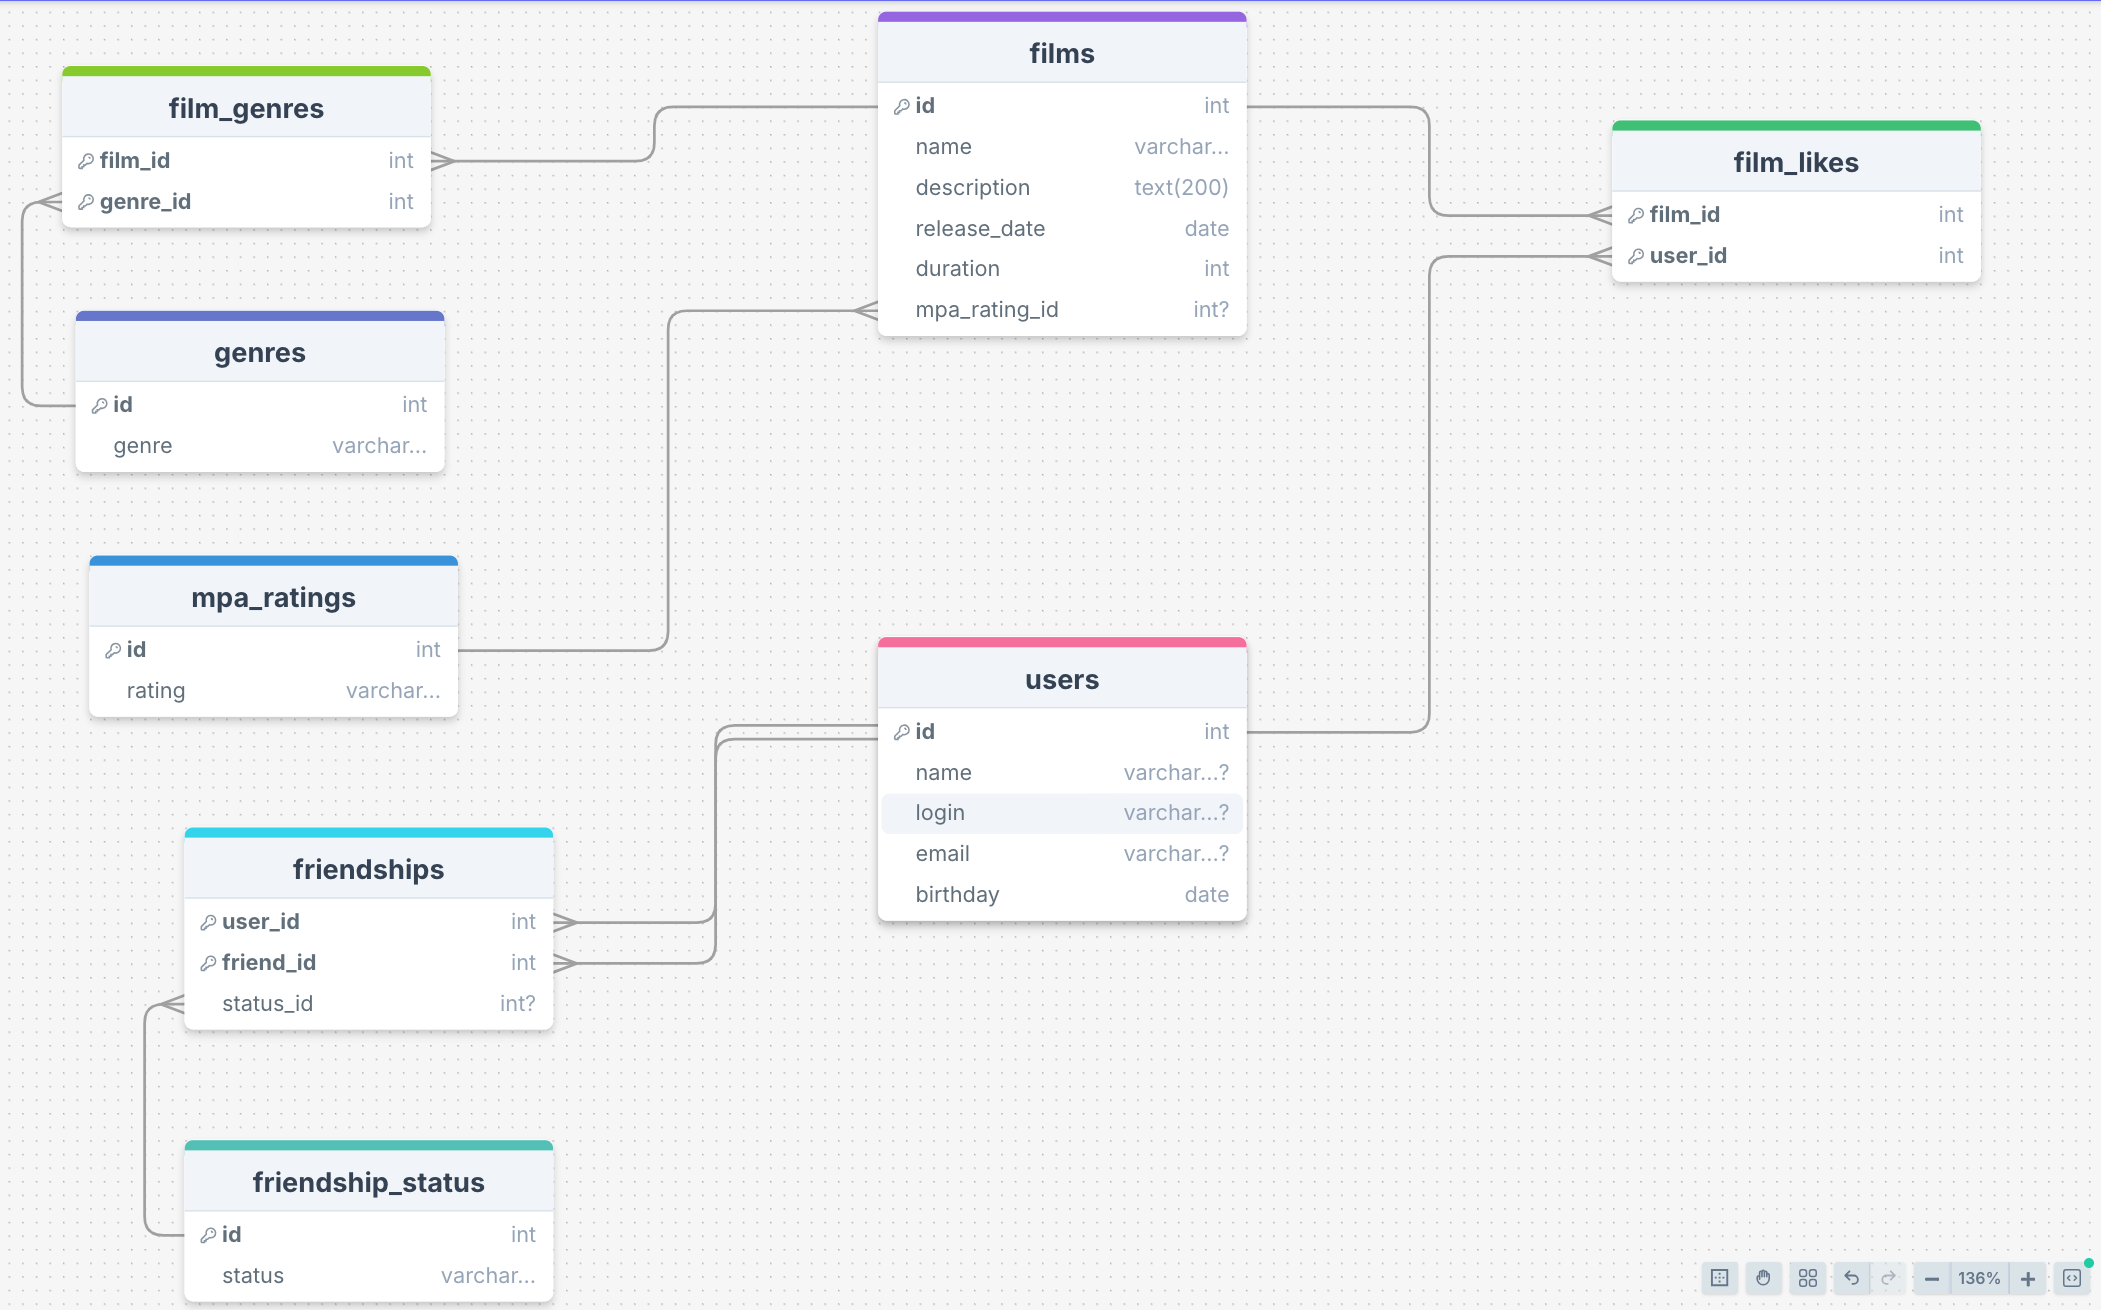 film_genres
film_id int
genre_id int
genres
id int
genre varchar...
mpa_ratings
id int
rating varchar...
friendships
user_id int
friend_id int
status_id int?
friendship_status
id int
status varchar...
films
id int
name varchar...
description text(200)
release_date date
duration int
mpa_rating_id int?
users
id int
name varchar...?
login varchar...?
email varchar...?
birthday date
film_likes
film_id int
user_id int
136%